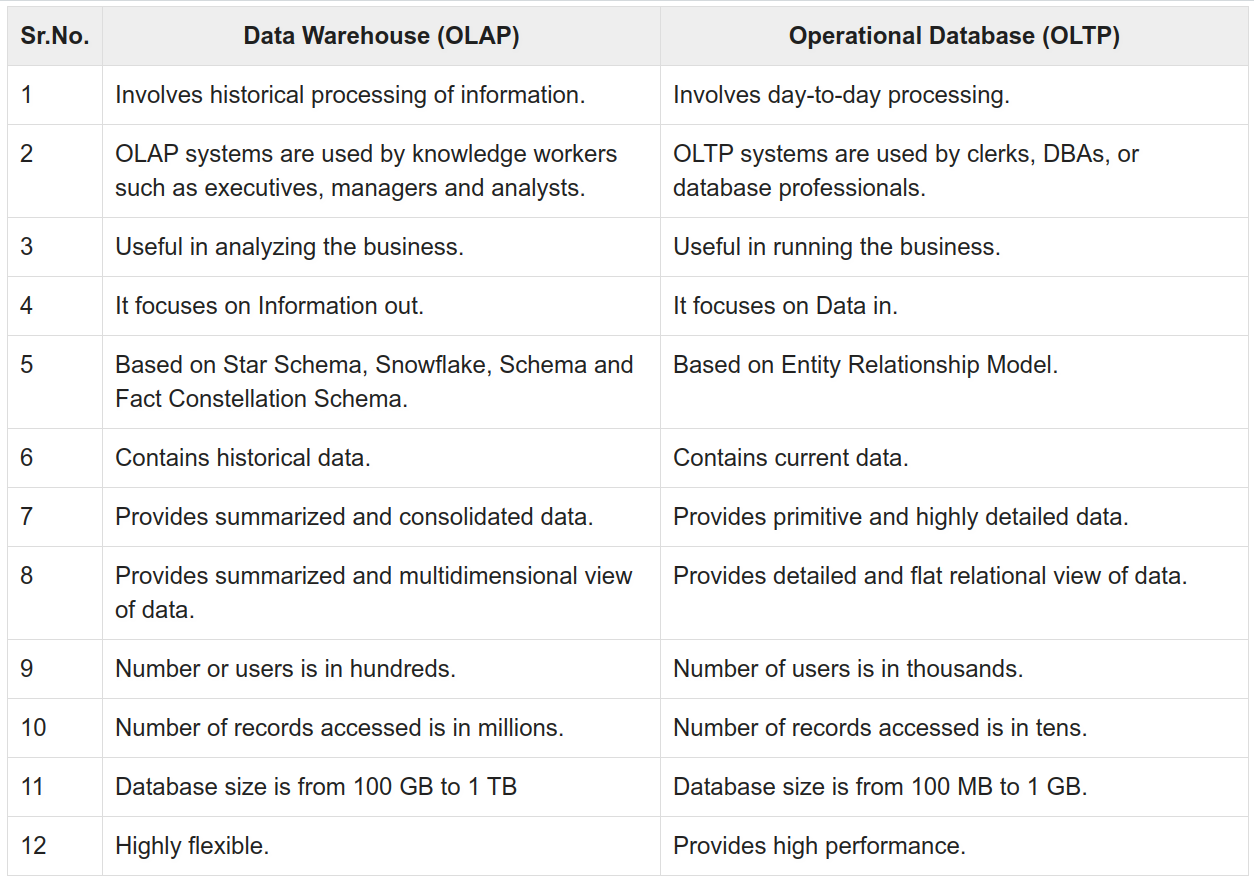 Sr.No. Data Warehouse (OLAP) Operational Database (OLTP)
1 Involves historical processing of information. Involves day-to-day processing.
2 OLAP systems are used by knowledge workers OLTP systems are used by clerks, DBAs, or
such as executives, managers and analysts. database professionals.
3 Useful in analyzing the business. Useful in running the business.
4 It focuses on Information out. It focuses on Data in.
5 Based on Star Schema, Snowflake, Schema and Based on Entity Relationship Model.
Fact Constellation Schema.
6 Contains historical data. Contains current data.
7 Provides summarized and consolidated data. Provides primitive and highly detailed data.
8 Provides summarized and multidimensional view Provides detailed and flat relational view of data.
of data.
9 Number or users is in hundreds. Number of users is in thousands.
10 Number of records accessed is in millions. Number of records accessed is in tens.
11 Database size is from 100 GB to 1 TB Database size is from 100 MB to 1 GB.
12 Highly flexible. Provides high performance.